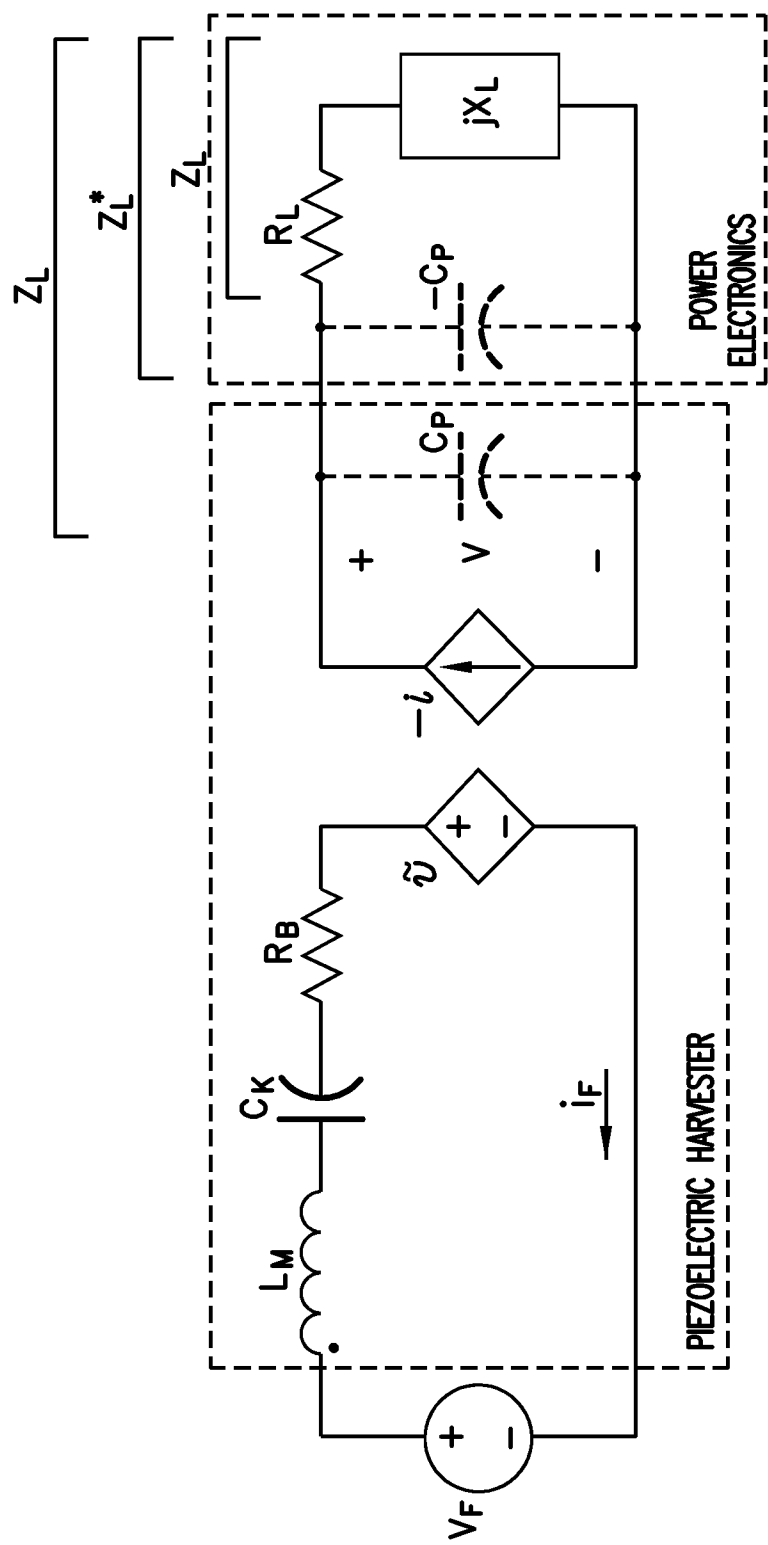 Z_L
Z_L*
Z_L
V_F
+
−
L_M
C_K
R_B
ṽ
+
−
i_F
PIEZOELECTRIC HARVESTER
−i
+
V
−
C_P
−C_P
R_L
jX_L
POWER
ELECTRONICS